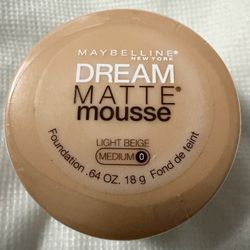 MAYBELLINE
NEW YORK
DREAM
MATTE®
mousse
LIGHT BEIGE
MEDIUM 0
Foundation .64 OZ. 18 g Fond de teint